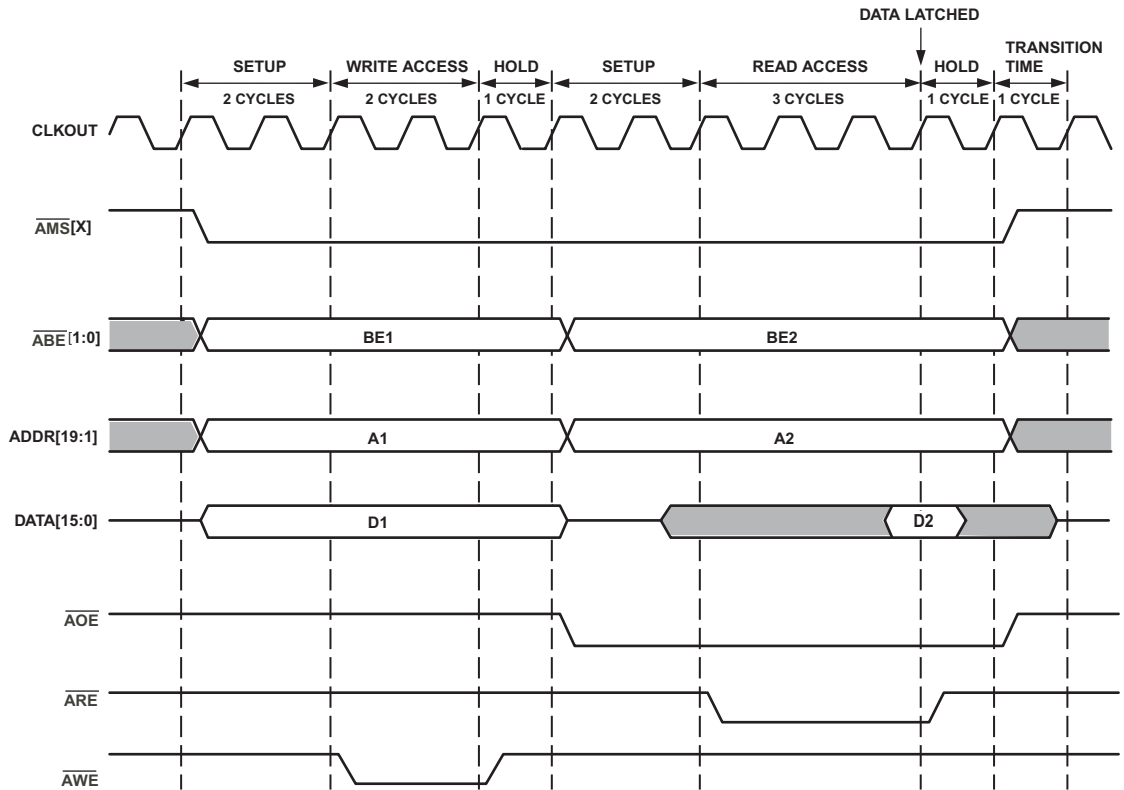 DATA LATCHED
SETUP WRITE ACCESS HOLD SETUP READ ACCESS HOLD TRANSITION TIME
2 CYCLES 2 CYCLES 1 CYCLE 2 CYCLES 3 CYCLES 1 CYCLE 1 CYCLE
CLKOUT
AMS[X]
ABE[1:0] BE1 BE2
ADDR[19:1] A1 A2
DATA[15:0] D1 D2
AOE
ARE
AWE